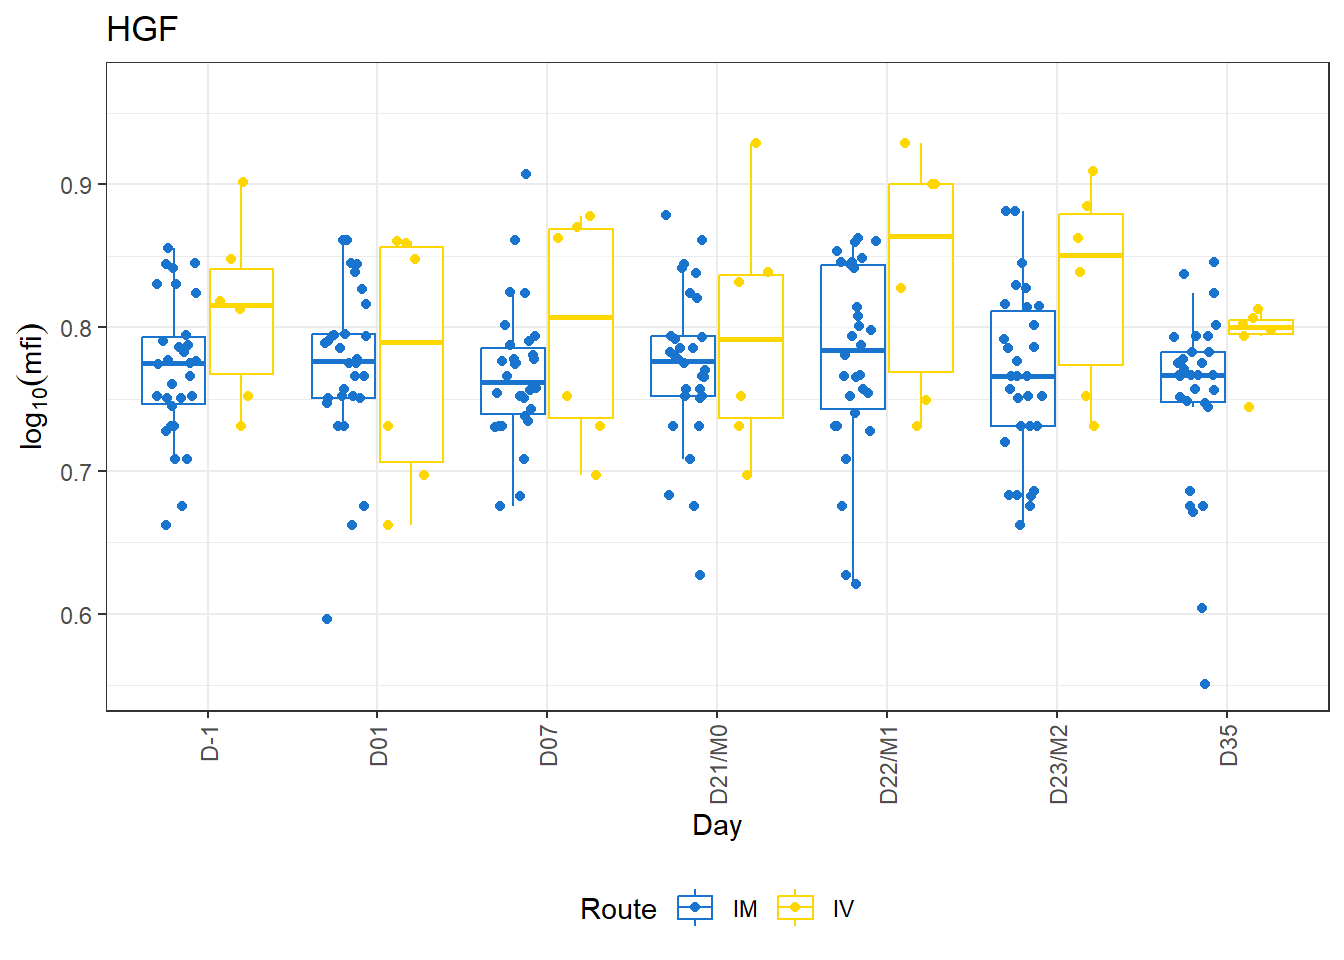 HGF
0.9
0.8
0.7
0.6
log10(mfi)
D-1
D01
D07
D21/M0
D22/M1
D23/M2
D35
Day
Route IM IV